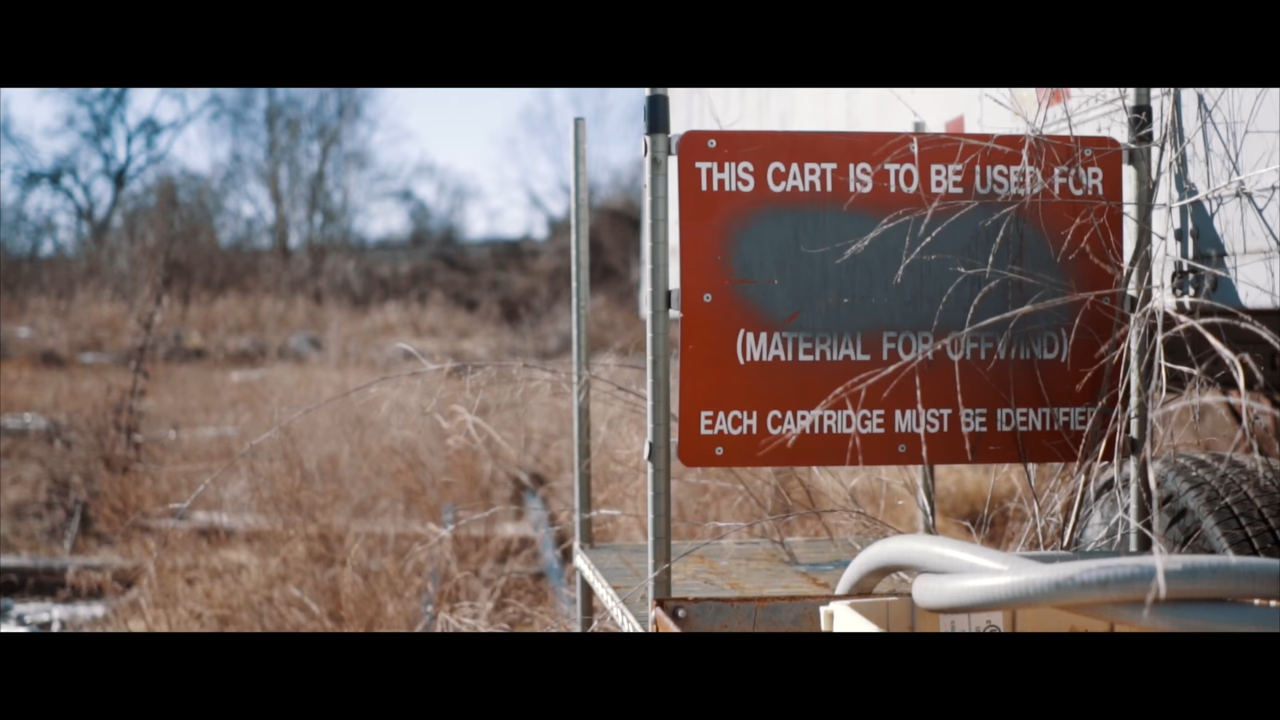 THIS CART IS TO BE USED FOR
(MATERIAL FOR OFFWIND)
EACH CARTRIDGE MUST BE IDENTIFIED